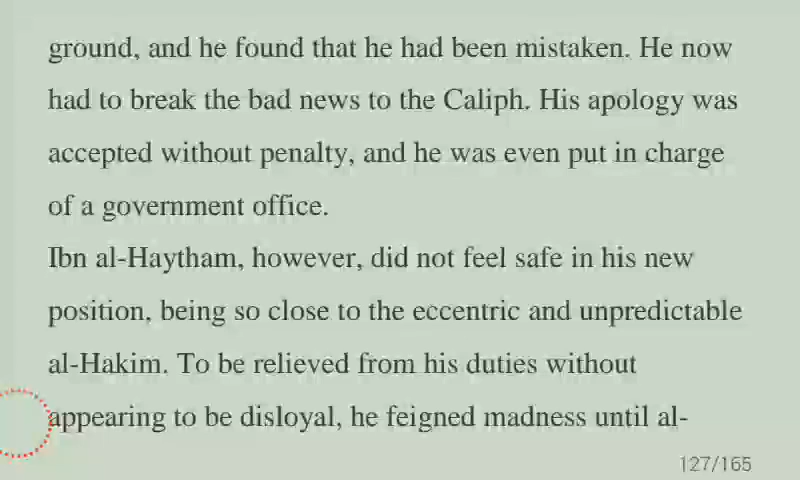 ground, and he found that he had been mistaken. He now
had to break the bad news to the Caliph. His apology was
accepted without penalty, and he was even put in charge
of a government office.
Ibn al-Haytham, however, did not feel safe in his new
position, being so close to the eccentric and unpredictable
al-Hakim. To be relieved from his duties without
appearing to be disloyal, he feigned madness until al-
127/165